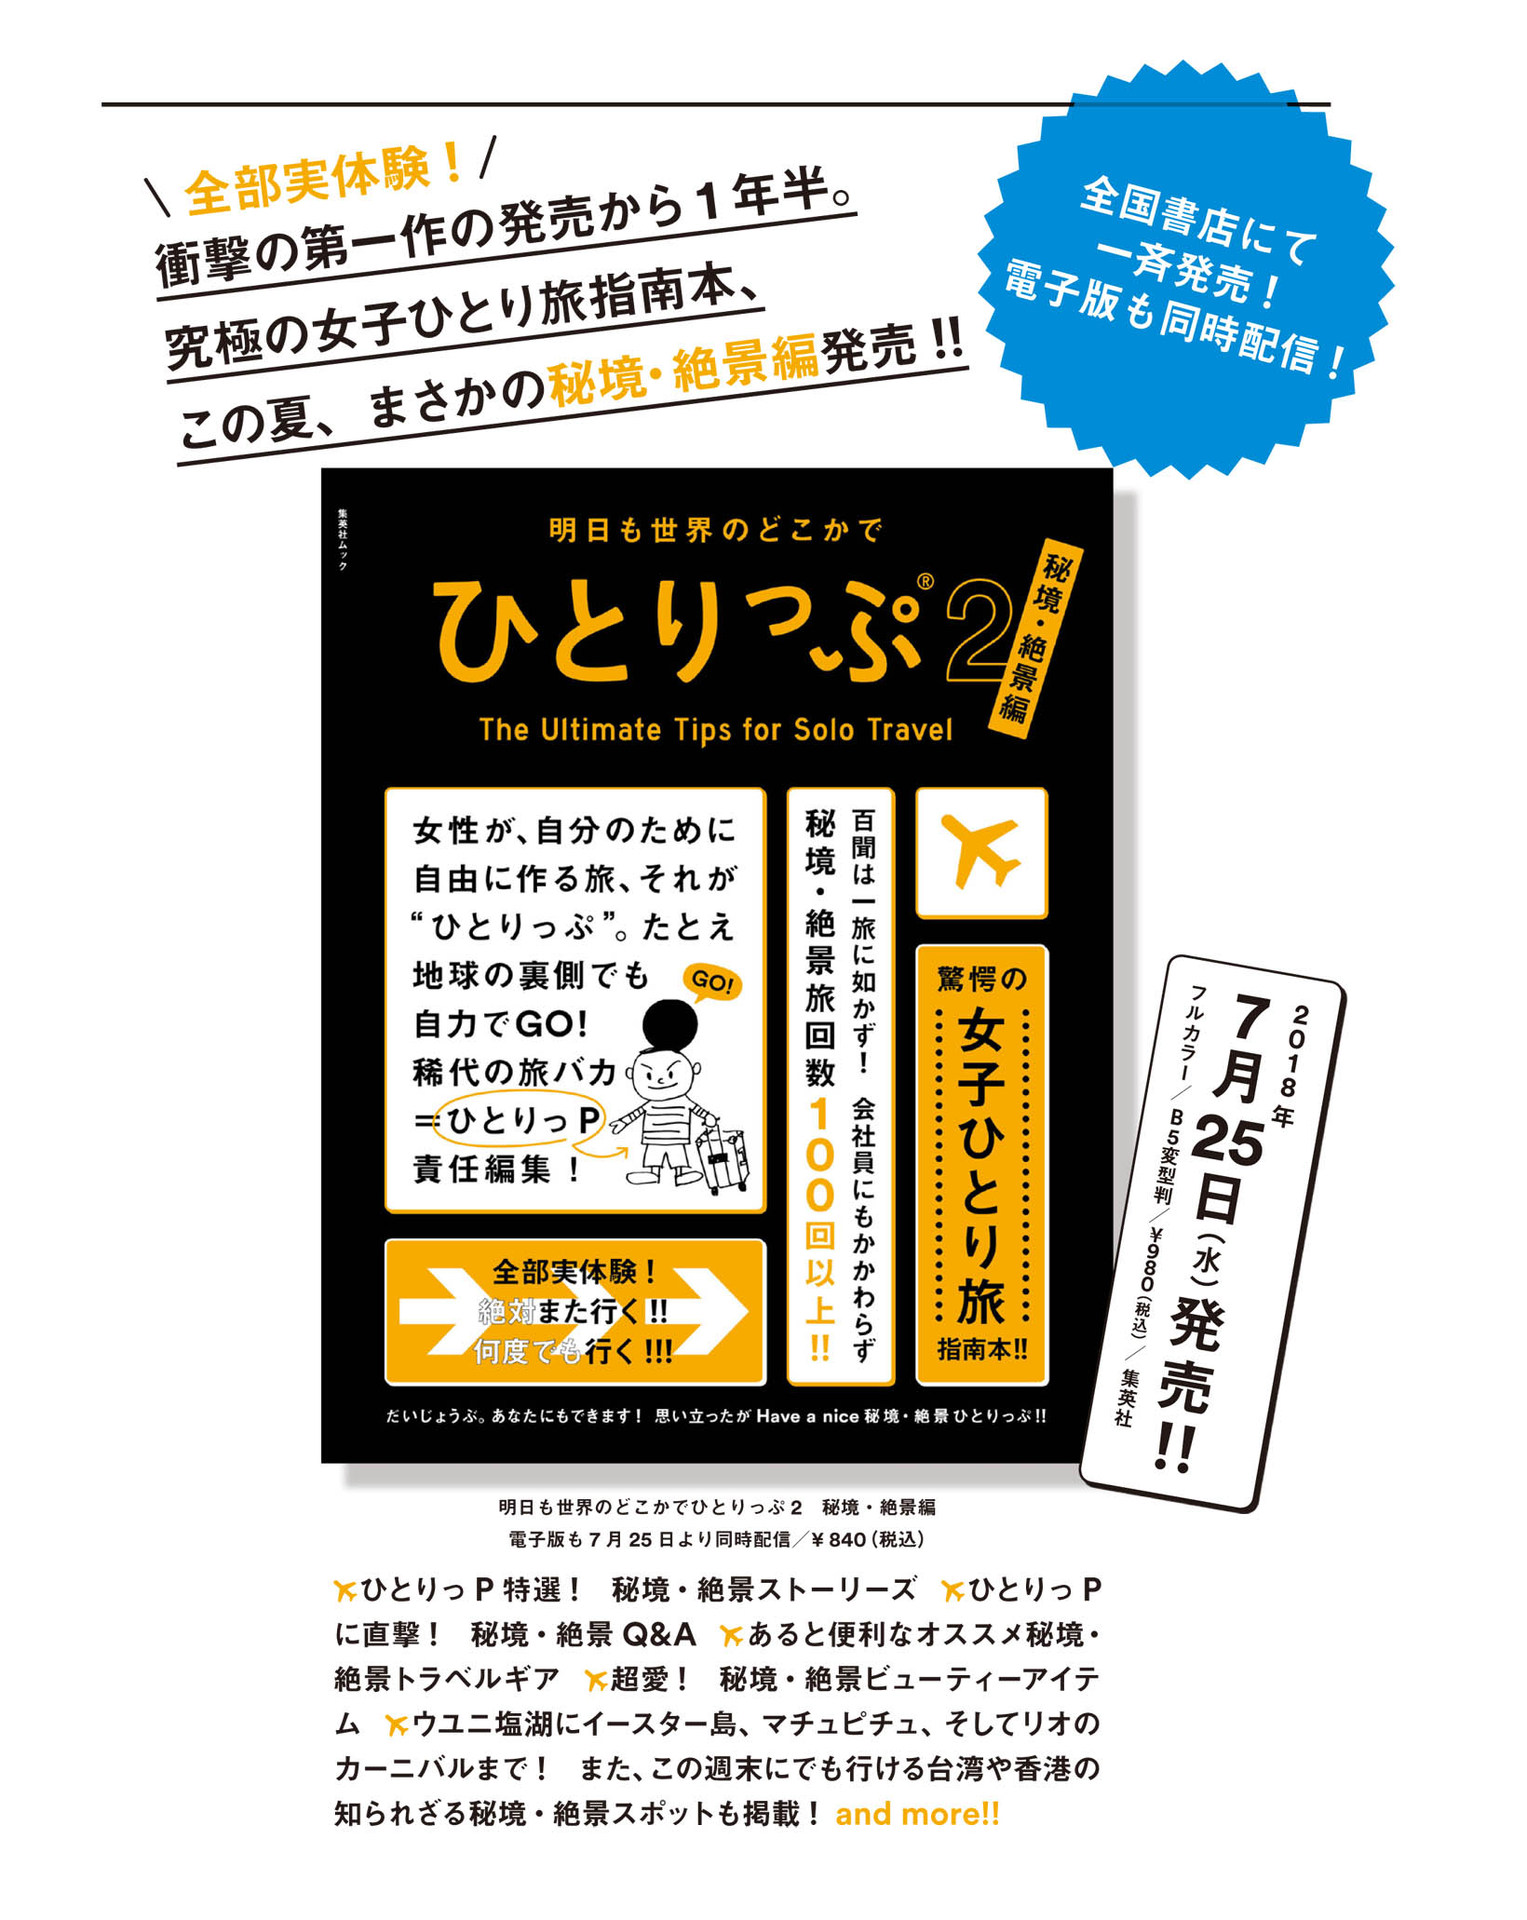 全部実体験！
衝撃の第一作の発売から1年半。
究極の女子ひとり旅指南本、
この夏、まさかの秘境・絶景編発売!!
全国書店にて
一斉発売！
電子版も同時配信！
集英社ムック
明日も世界のどこかで
ひとりっぷ®2
秘境・絶景編
The Ultimate Tips for Solo Travel
女性が、自分のために
自由に作る旅、それが
“ひとりっぷ”。たとえ
地球の裏側でも
自力でGO!
稀代の旅バカ
=ひとりっP
責任編集！
GO!
百聞は一旅に如かず！ 会社員にもかかわらず
秘境・絶景旅回数100回以上!!
驚愕の
女子ひとり旅
指南本!!
全部実体験！
絶対また行く!!
何度でも行く!!!
だいじょうぶ。あなたにもできます！ 思い立ったが Have a nice 秘境・絶景ひとりっぷ!!
2018年
7月25日(水)発売!!
フルカラー／B5変型判／¥980(税込)／集英社
明日も世界のどこかでひとりっぷ2　秘境・絶景編
電子版も7月25日より同時配信／¥840（税込）
ひとりっP特選！　秘境・絶景ストーリーズ　ひとりっP
に直撃！　秘境・絶景Q&A　あると便利なオススメ秘境・
絶景トラベルギア　超愛！　秘境・絶景ビューティーアイテ
ム　ウユニ塩湖にイースター島、マチュピチュ、そしてリオの
カーニバルまで！　また、この週末にでも行ける台湾や香港の
知られざる秘境・絶景スポットも掲載！ and more!!